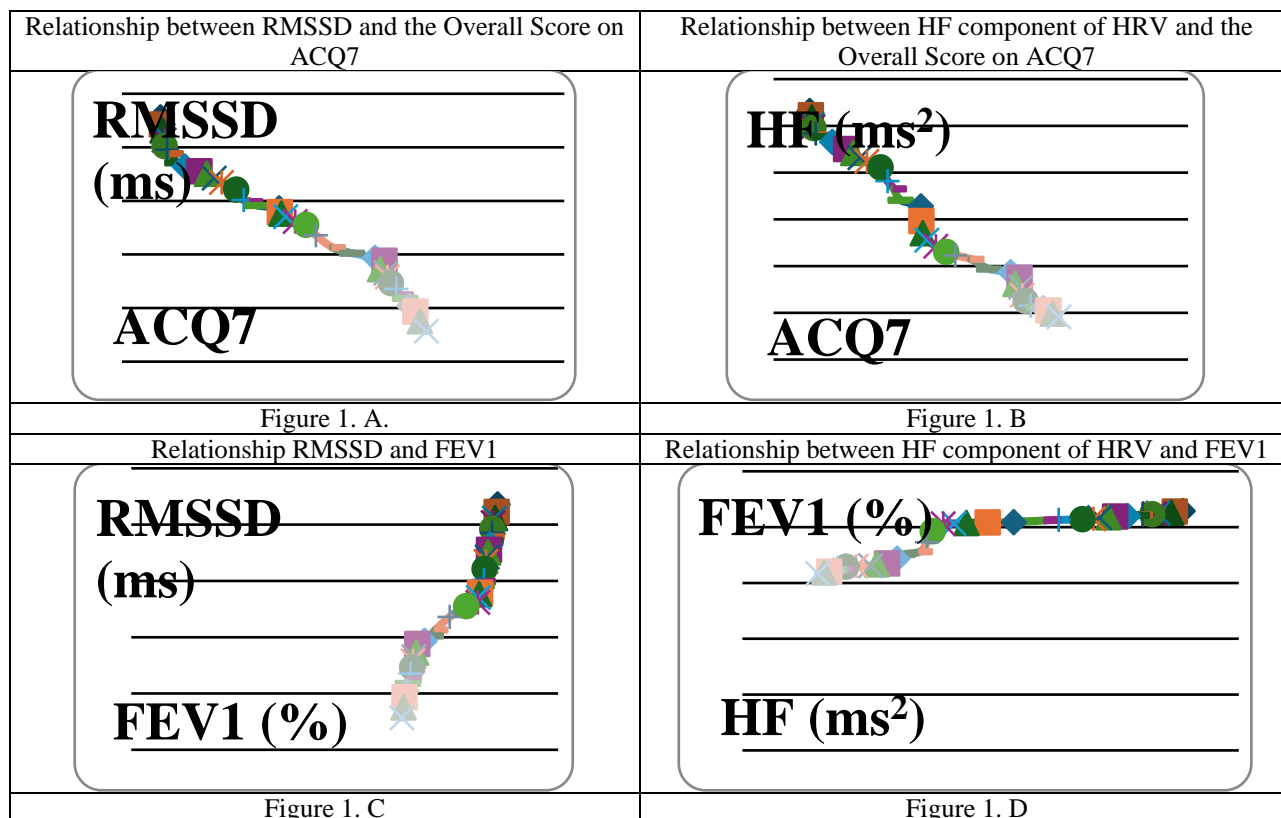 Relationship between RMSSD and the Overall Score on
ACQ7
Relationship between HF component of HRV and the
Overall Score on ACQ7
RMSSD
(ms)
ACQ7
HF (ms²)
ACQ7
Figure 1. A.
Figure 1. B
Relationship RMSSD and FEV1
Relationship between HF component of HRV and FEV1
RMSSD
(ms)
FEV1 (%)
FEV1 (%)
HF (ms²)
Figure 1. C
Figure 1. D